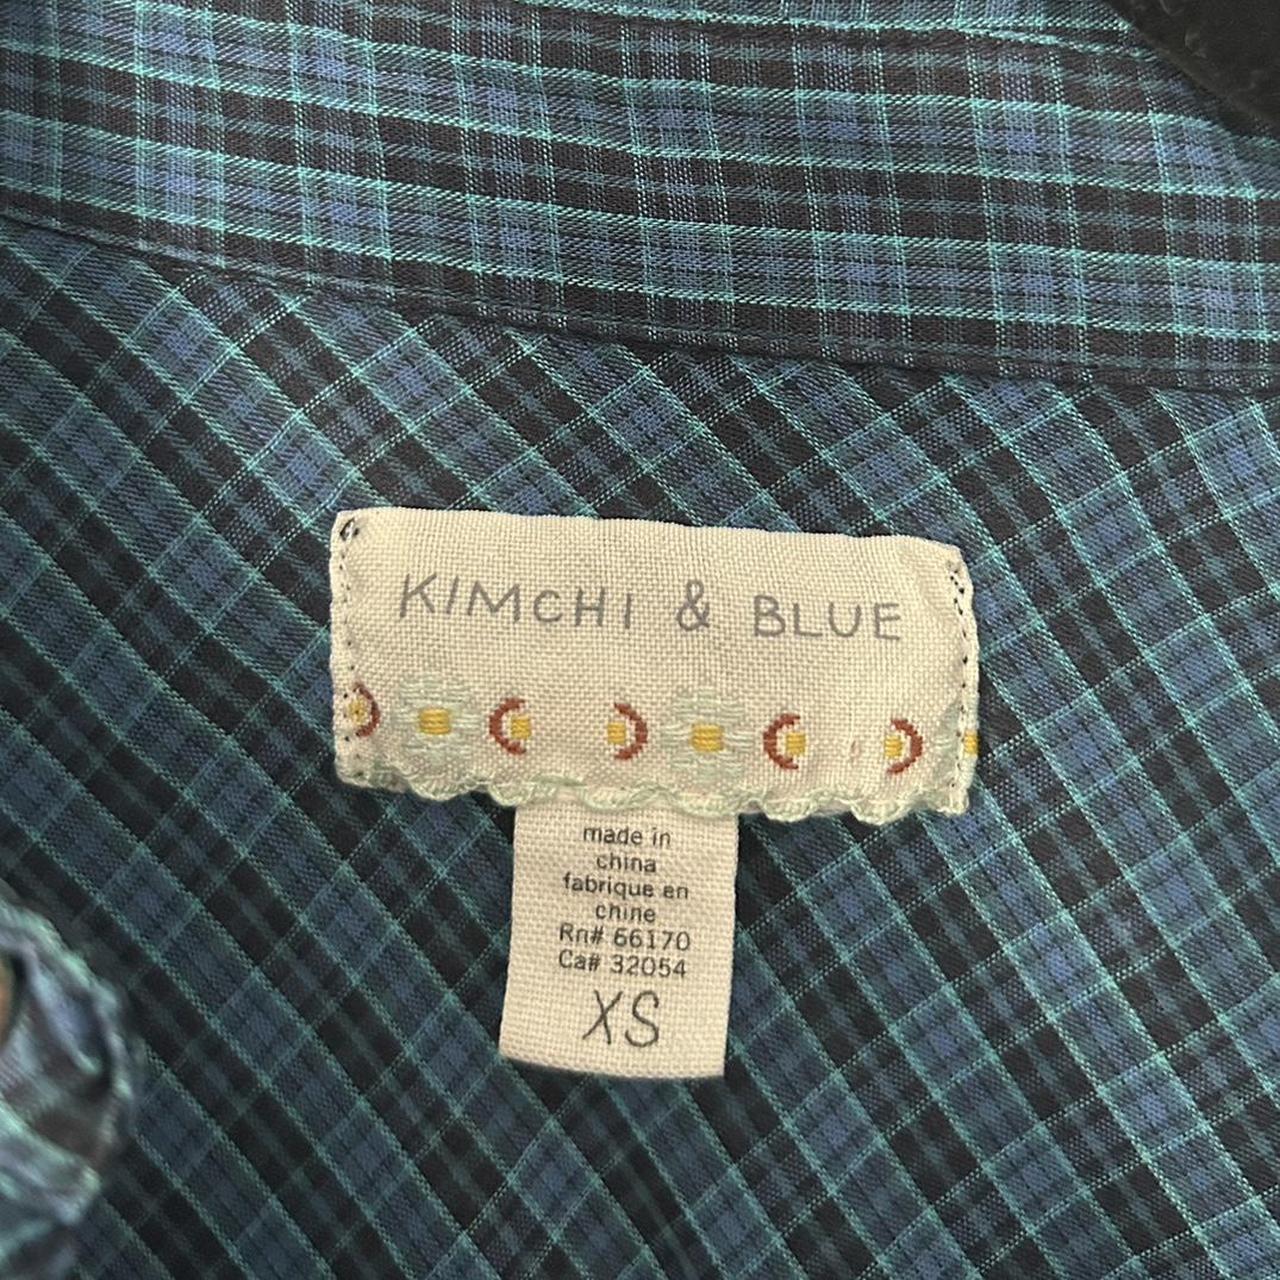 KIMCHI & BLUE
made in
china
fabrique en
chine
Rn# 66170
Ca# 32054
XS